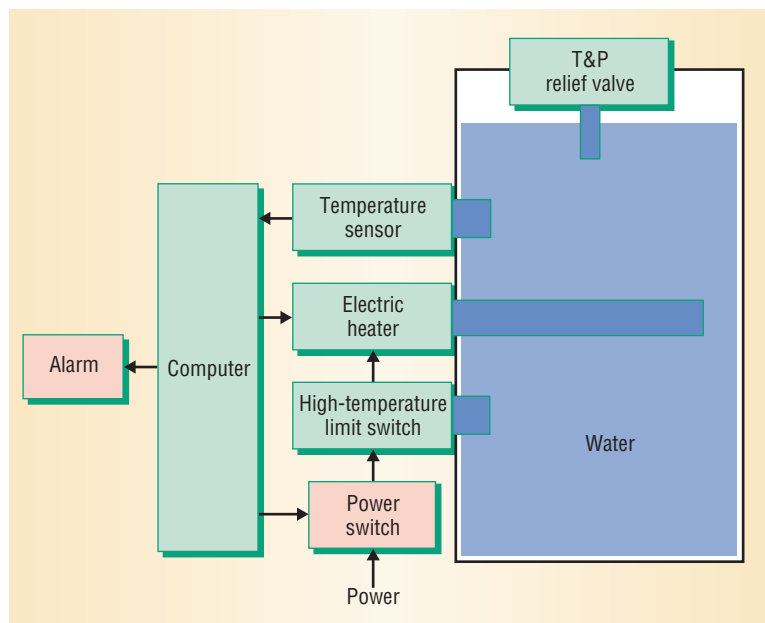 T&P
relief valve
Temperature
sensor
Electric
heater
Alarm
Computer
High-temperature
limit switch
Water
Power
switch
Power